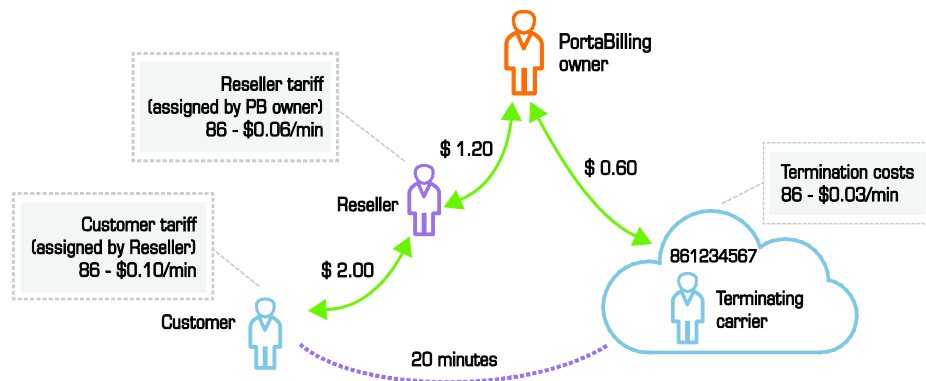 PortaBilling
owner
Reseller tariff
(assigned by PB owner)
86 - $0.06/min
$ 1.20
$ 0.60
Termination costs
86 - $0.03/min
Reseller
Customer tariff
(assigned by Reseller)
86 - $0.10/min
$ 2.00
861234567
Terminating
carrier
Customer
20 minutes